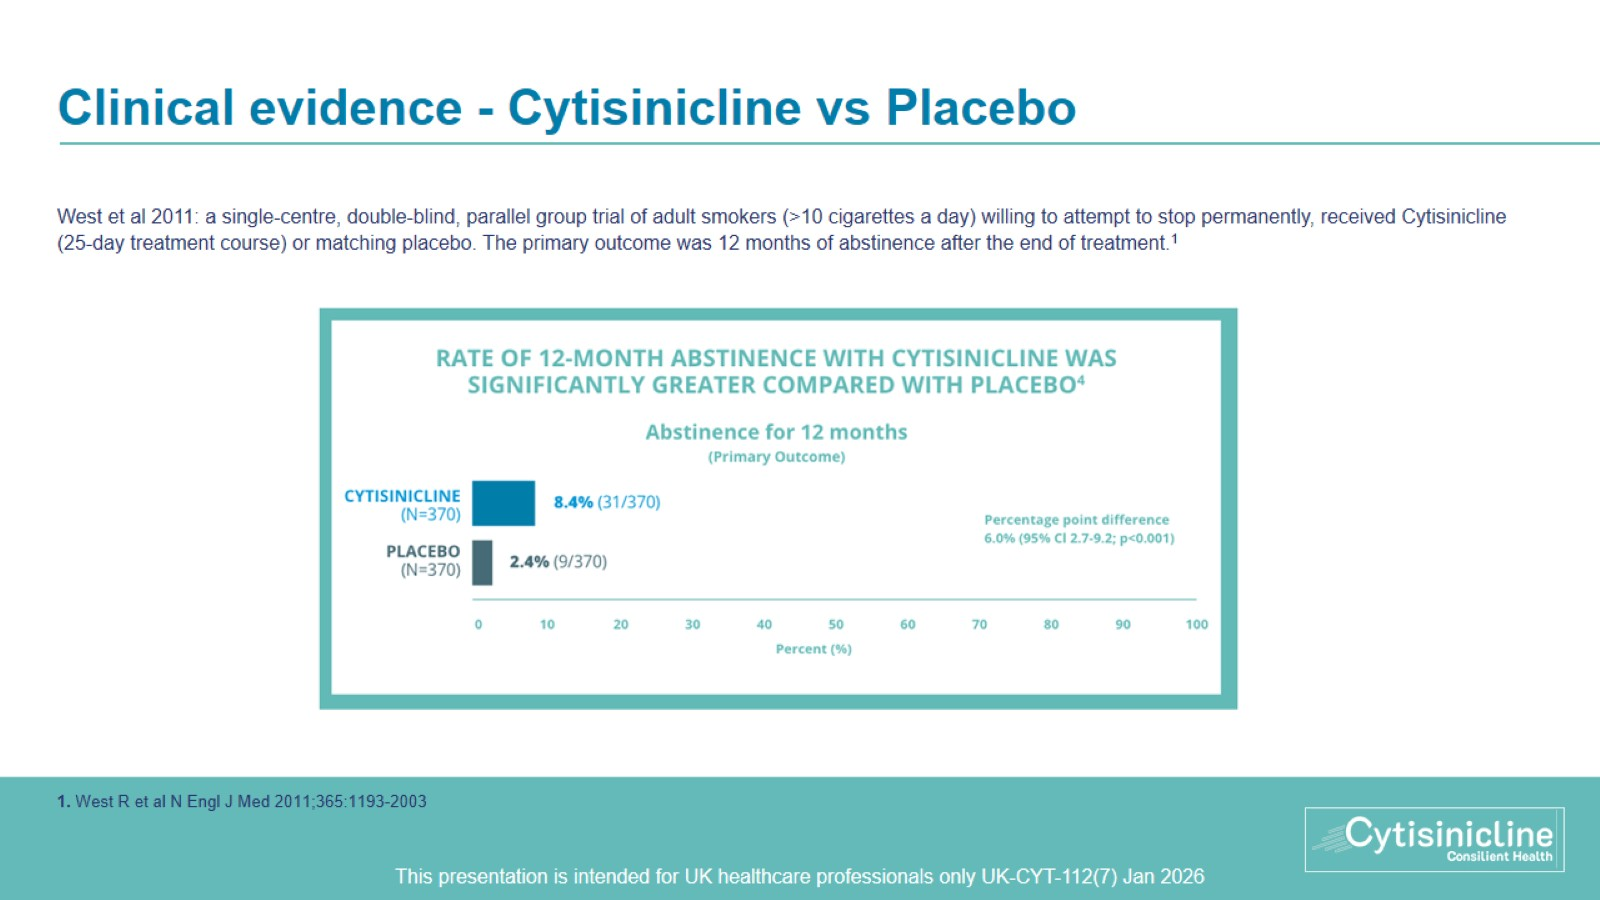 Clinical evidence - Cytisinicline vs Placebo
West et al 2011: a single-centre, double-blind, parallel group trial of adult smokers (>10 cigarettes a day) willing to attempt to stop permanently, received Cytisinicline
(25-day treatment course) or matching placebo. The primary outcome was 12 months of abstinence after the end of treatment.¹
RATE OF 12-MONTH ABSTINENCE WITH CYTISINICLINE WAS
SIGNIFICANTLY GREATER COMPARED WITH PLACEBO⁴
Abstinence for 12 months
(Primary Outcome)
CYTISINICLINE
(N=370)
8.4% (31/370)
PLACEBO
(N=370)
2.4% (9/370)
Percentage point difference
6.0% (95% CI 2.7-9.2; p<0.001)
0 10 20 30 40 50 60 70 80 90 100
Percent (%)
1. West R et al N Engl J Med 2011;365:1193-2003
Cytisinicline
Consilient Health
This presentation is intended for UK healthcare professionals only UK-CYT-112(7) Jan 2026